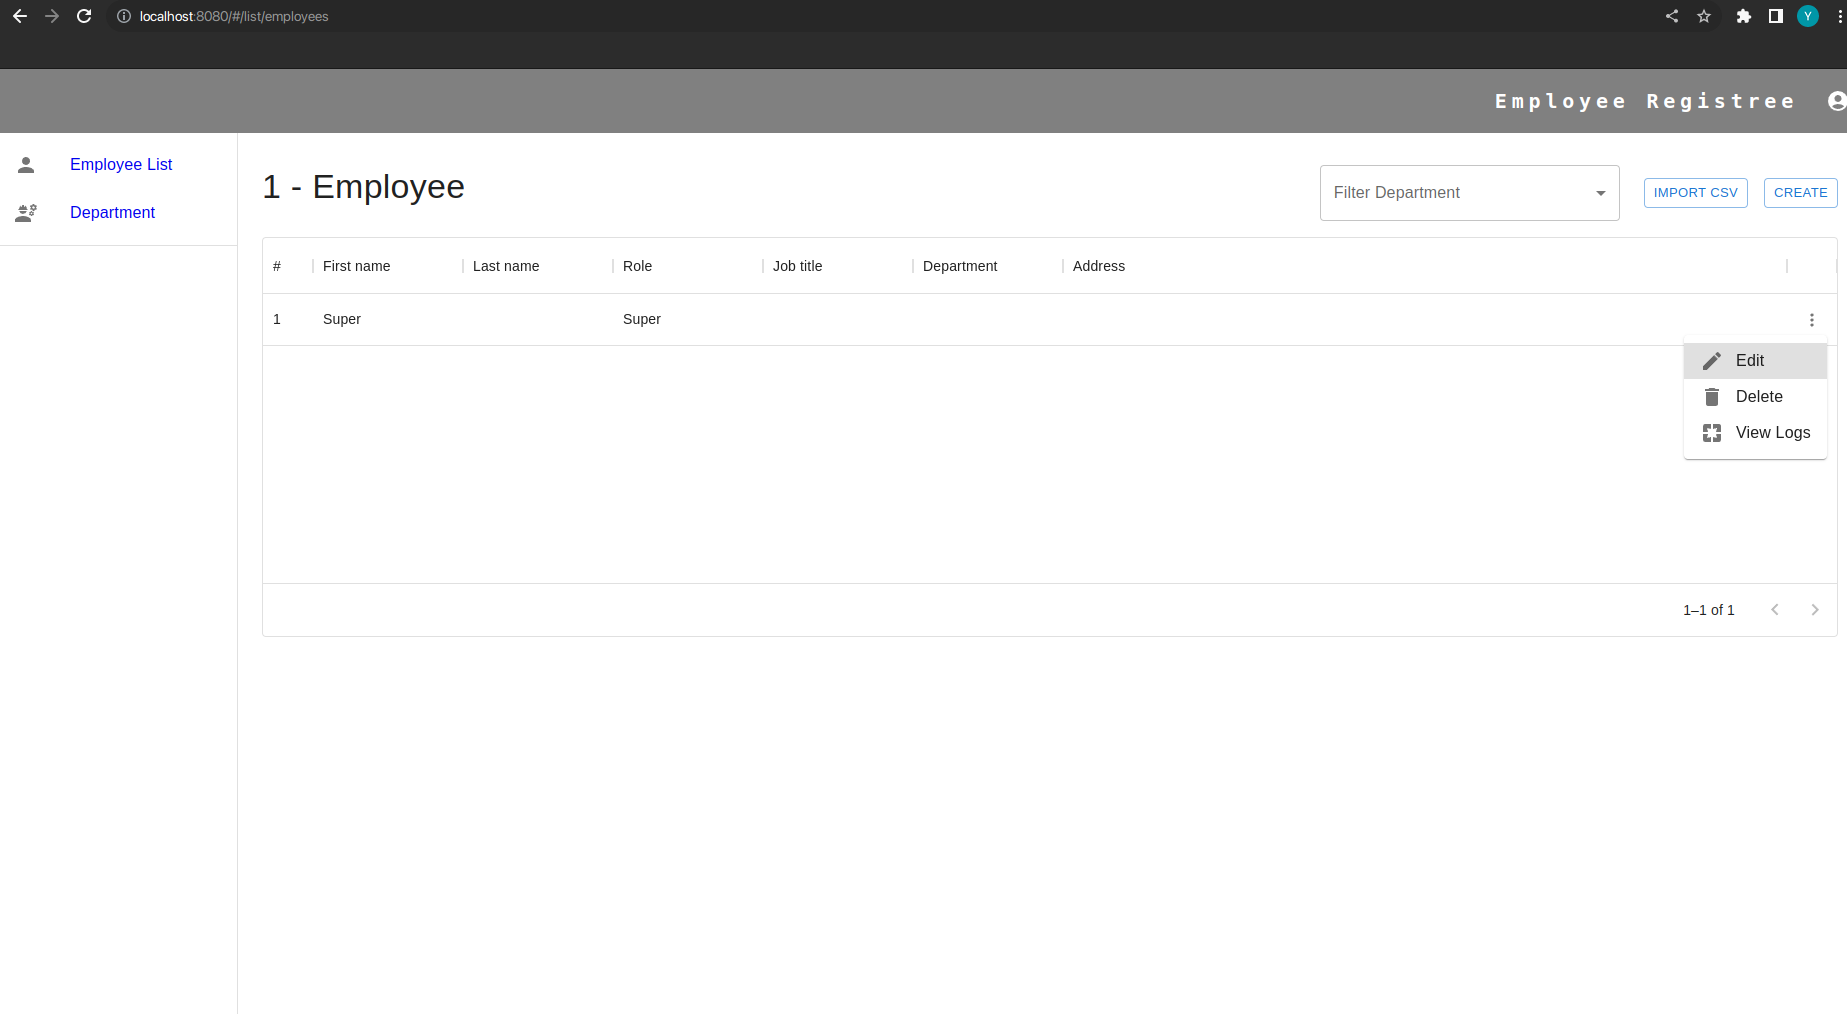 localhost:8080/#/list/employees
Y
Employee Registree
Employee List
Department
1 - Employee
Filter Department
IMPORT CSV
CREATE
# First name Last name Role Job title Department Address
1 Super Super
Edit
Delete
View Logs
1–1 of 1